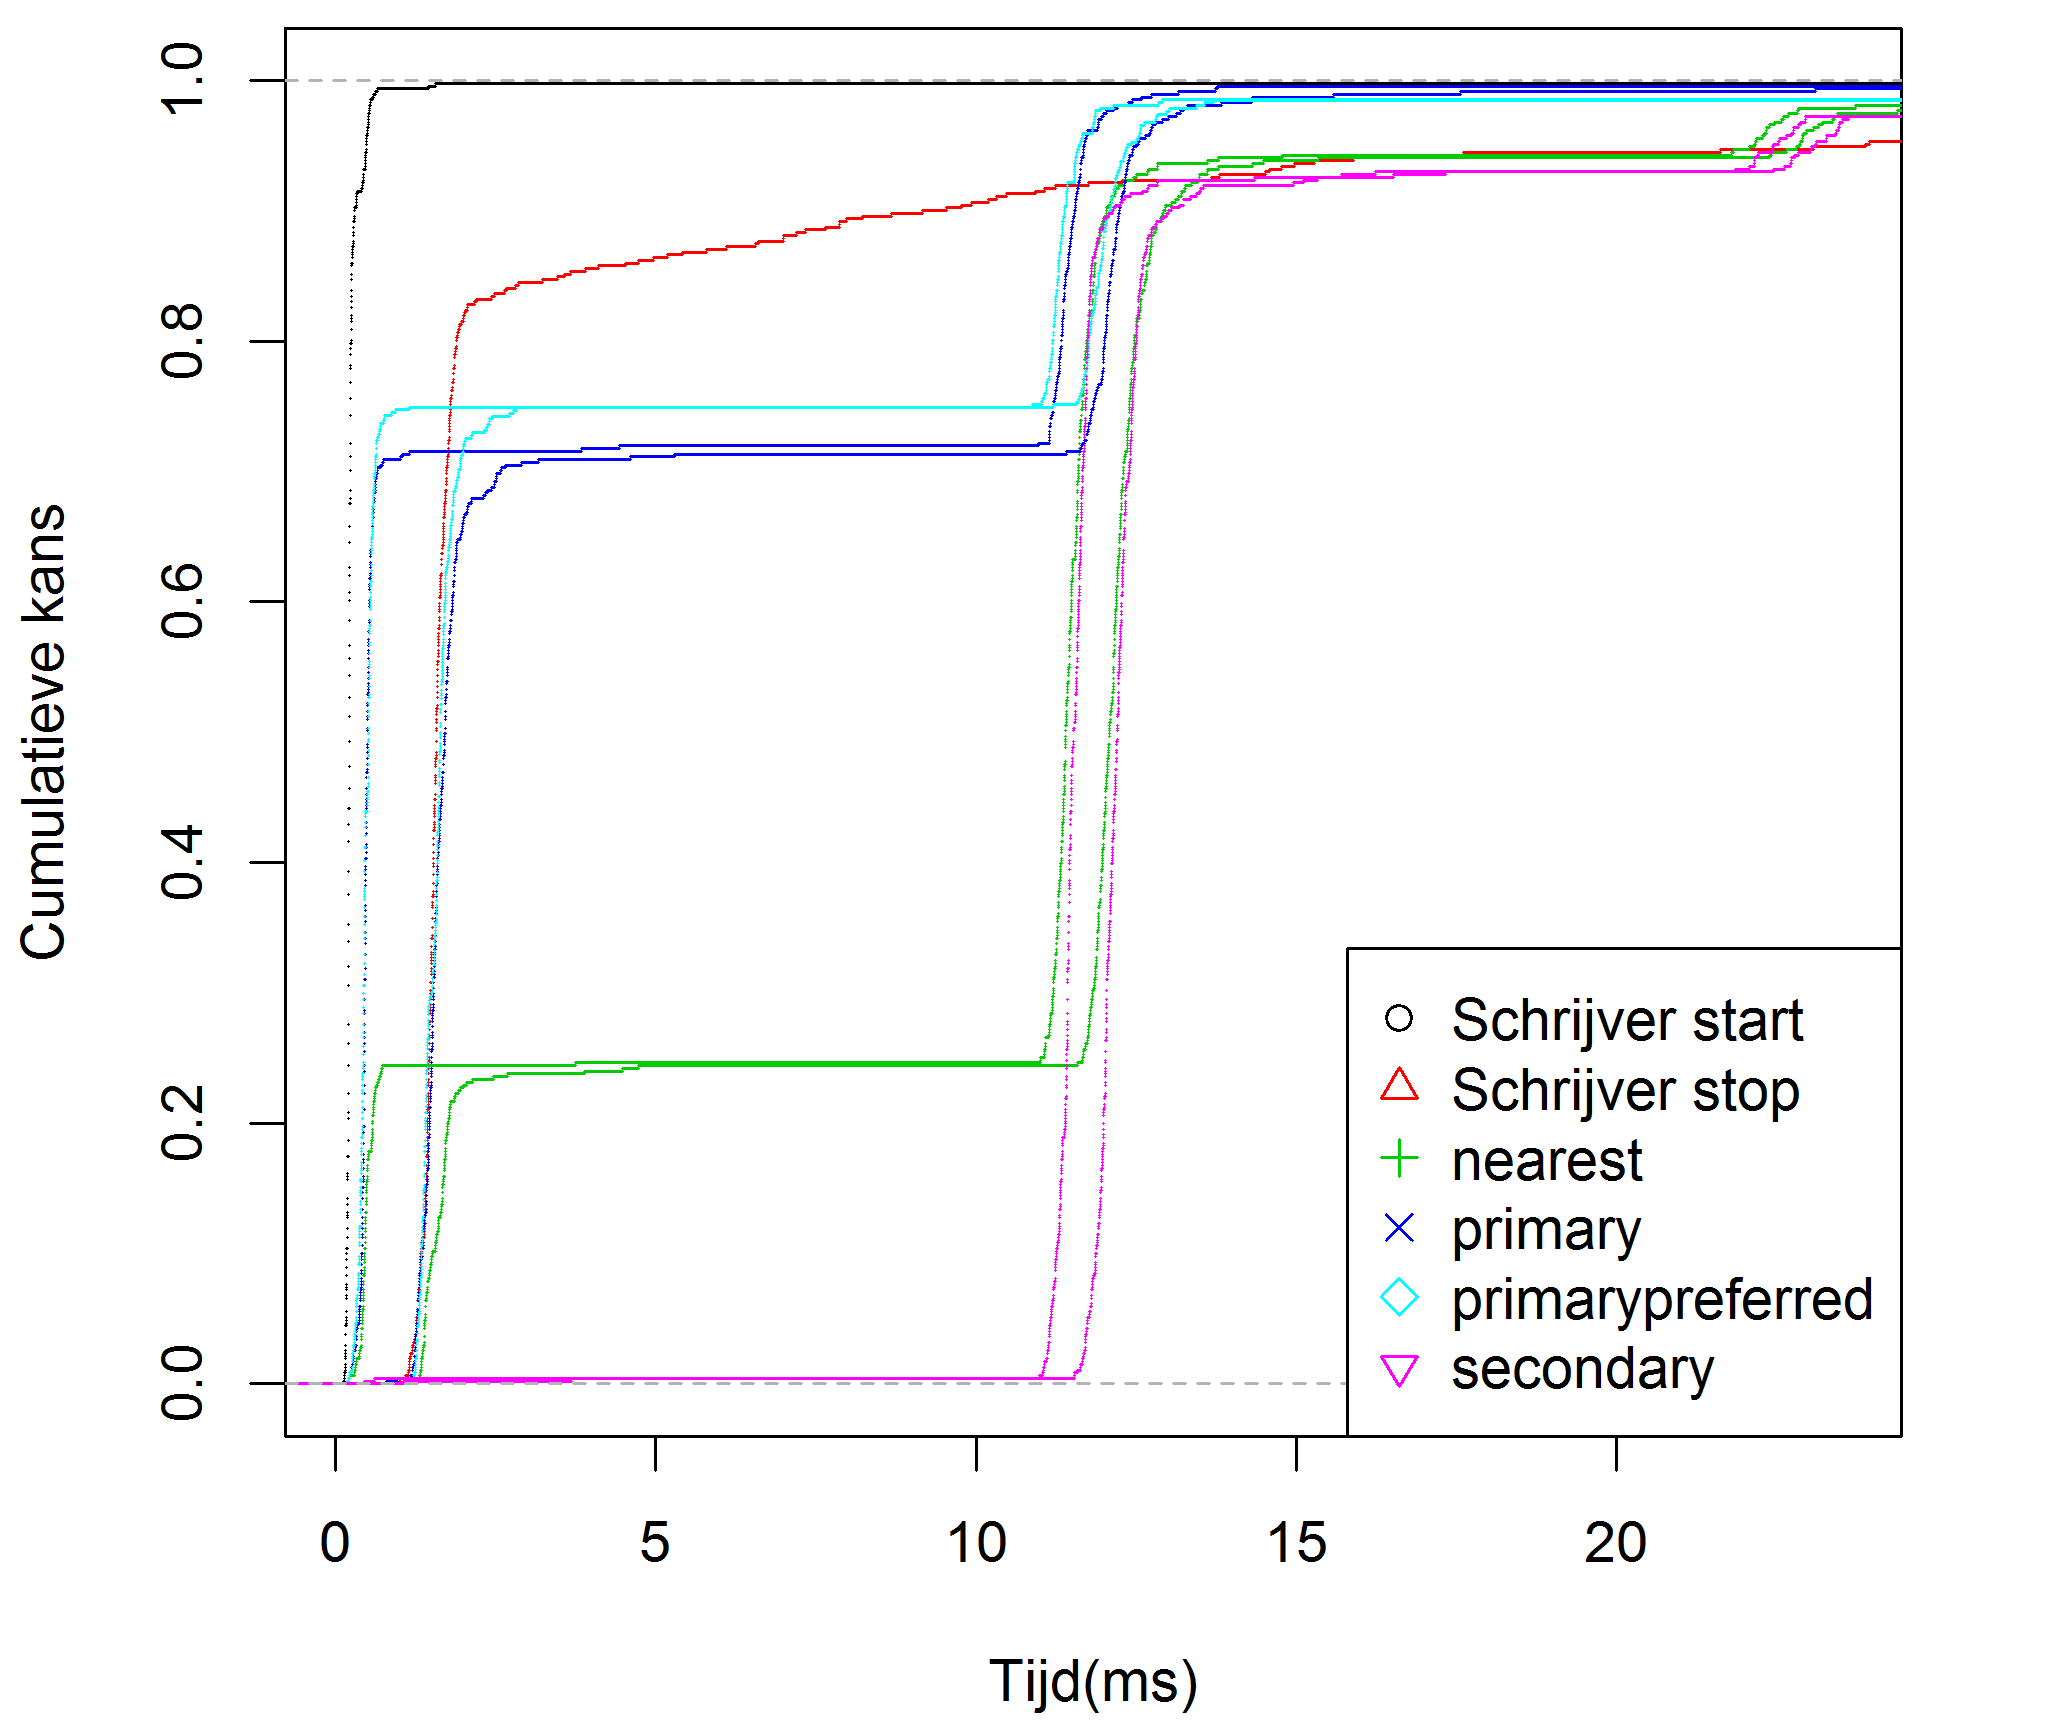 Cumulatieve kans
1.0
0.8
0.6
0.4
0.2
0.0
0 5 10 15 20
Tijd(ms)
Schrijver start
Schrijver stop
nearest
primary
primarypreferred
secondary